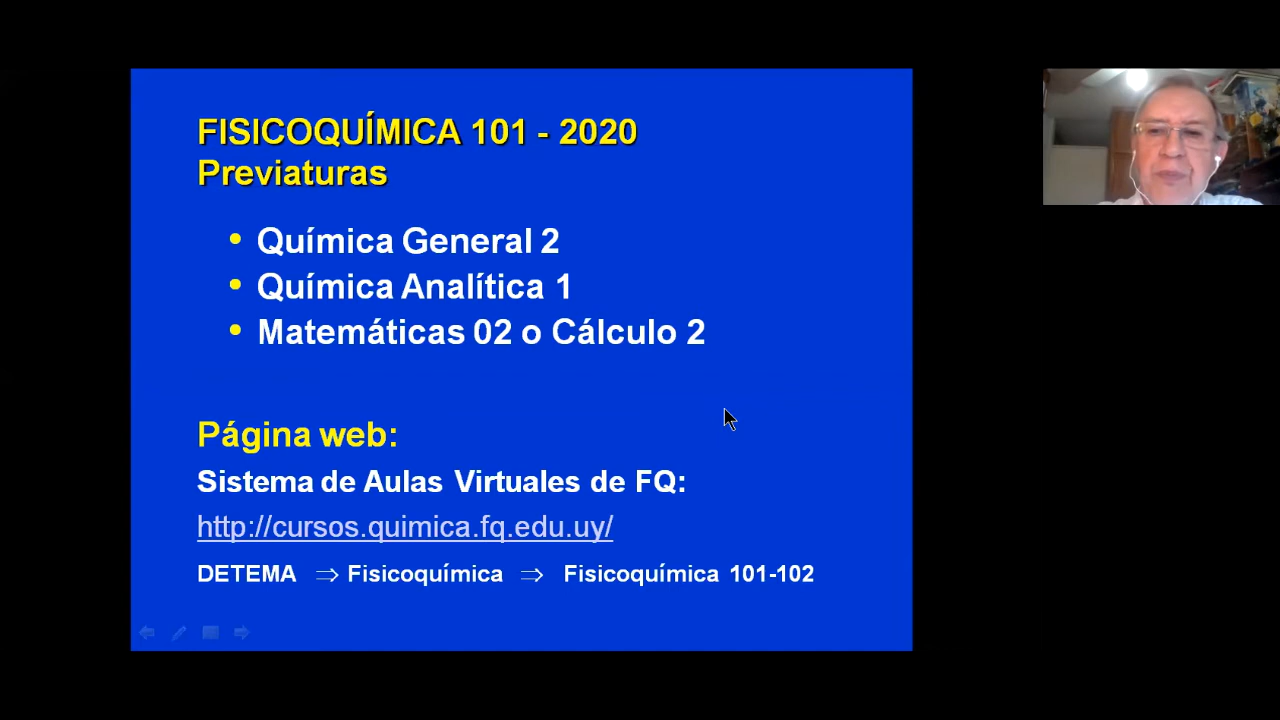 FISICOQUÍMICA 101 - 2020
Previaturas
• Química General 2
• Química Analítica 1
• Matemáticas 02 o Cálculo 2
Página web:
Sistema de Aulas Virtuales de FQ:
http://cursos.quimica.fq.edu.uy/
DETEMA ⇒ Fisicoquímica ⇒ Fisicoquímica 101-102